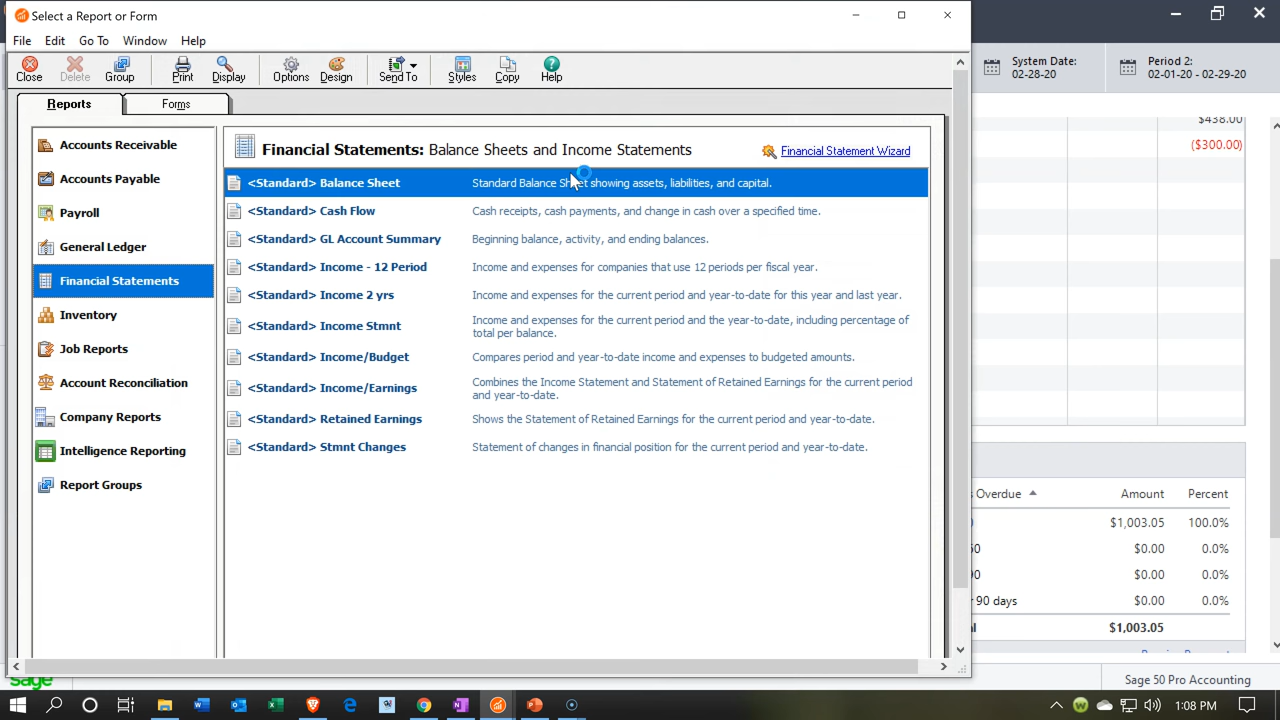 Select a Report or Form
File Edit Go To Window Help
Close Delete Group Print Display Options Design Send To Styles Copy Help
Reports Forms
Accounts Receivable
Accounts Payable
Payroll
General Ledger
Financial Statements
Inventory
Job Reports
Account Reconciliation
Company Reports
Intelligence Reporting
Report Groups
Financial Statements: Balance Sheets and Income Statements
Financial Statement Wizard
<Standard> Balance Sheet Standard Balance Sheet showing assets, liabilities, and capital.
<Standard> Cash Flow Cash receipts, cash payments, and change in cash over a specified time.
<Standard> GL Account Summary Beginning balance, activity, and ending balances.
<Standard> Income - 12 Period Income and expenses for companies that use 12 periods per fiscal year.
<Standard> Income 2 yrs Income and expenses for the current period and year-to-date for this year and last year.
<Standard> Income Stmnt Income and expenses for the current period and the year-to-date, including percentage of
total per balance.
<Standard> Income/Budget Compares period and year-to-date income and expenses to budgeted amounts.
<Standard> Income/Earnings Combines the Income Statement and Statement of Retained Earnings for the current period
and year-to-date.
<Standard> Retained Earnings Shows the Statement of Retained Earnings for the current period and year-to-date.
<Standard> Stmnt Changes Statement of changes in financial position for the current period and year-to-date.
System Date:
02-28-20
Period 2:
02-01-20 - 02-29-20
$438.00
($300.00)
Overdue Amount Percent
$1,003.05 100.0%
$0.00 0.0%
$0.00 0.0%
90 days $0.00 0.0%
$1,003.05
sage
Sage 50 Pro Accounting
1:08 PM